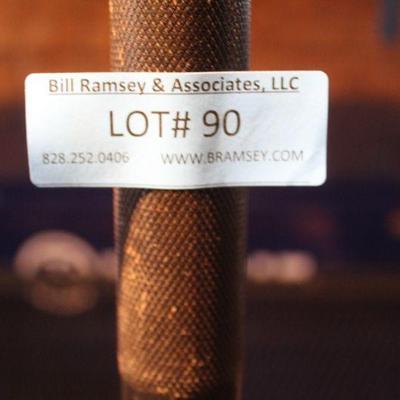 Bill Ramsey & Associates, LLC
LOT# 90
828.252.0406 WWW.BRAMSEY.COM